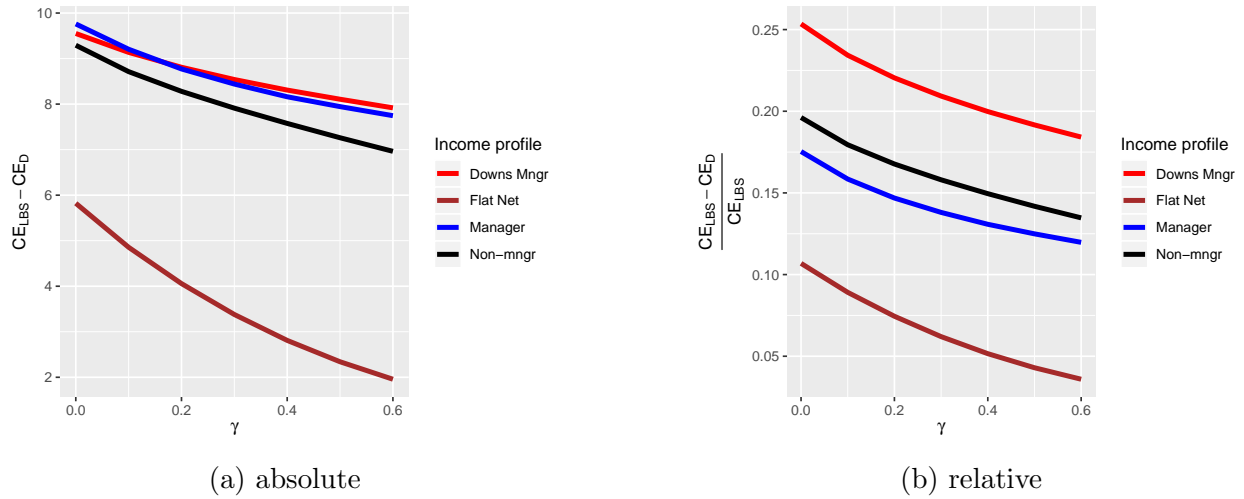 10
8
6
4
2
CE_LBS − CE_D
0.0
0.2
0.4
0.6
γ
Income profile
Downs Mngr
Flat Net
Manager
Non−mngr
(a) absolute
0.25
0.20
0.15
0.10
0.05
CE_LBS − CE_D
CE_LBS
0.0
0.2
0.4
0.6
γ
Income profile
Downs Mngr
Flat Net
Manager
Non−mngr
(b) relative